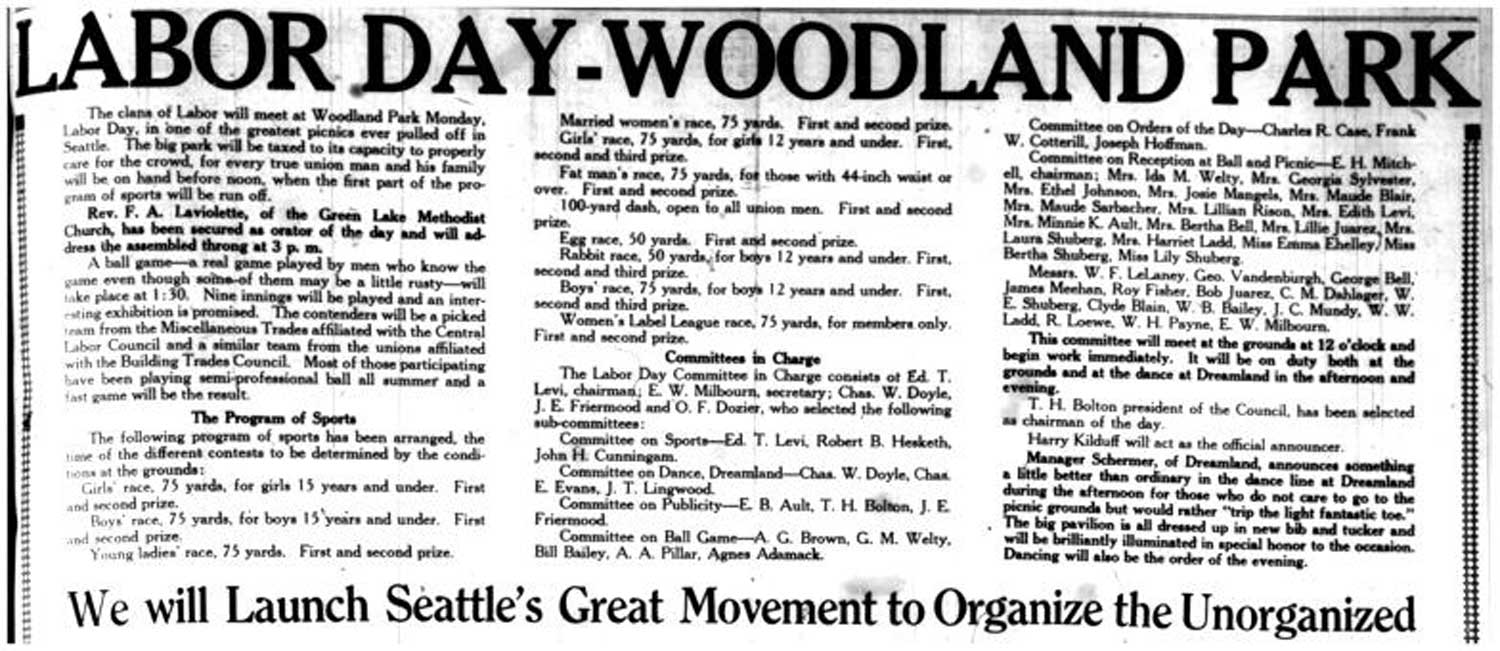 LABOR DAY-WOODLAND PARK
The clans of Labor will meet at Woodland Park Monday,
Labor Day, in one of the greatest picnics ever pulled off in
Seattle. The big park will be taxed to its capacity to properly
care for the crowd, for every true union man and his family
will be on hand before noon, when the first part of the pro-
gram of sports will be run off.
Rev. F. A. Laviolette, of the Green Lake Methodist
Church, has been secured as orator of the day and will ad-
dress the assembled throng at 3 p. m.
A ball game—a real game played by men who know the
game even though some of them may be a little rusty—will
take place at 1:30. Nine innings will be played and an inter-
esting exhibition is promised. The contenders will be a picked
team from the Miscellaneous Trades affiliated with the Central
Labor Council and a similar team from the unions affiliated
with the Building Trades Council. Most of those participating
have been playing semi-professional ball all summer and a
fast game will be the result.
The Program of Sports
The following program of sports has been arranged, the
time of the different contests to be determined by the condi-
tions at the grounds:
Girls' race, 75 yards, for girls 15 years and under. First
and second prize.
Boys' race, 75 yards, for boys 15 years and under. First
and second prize.
Young ladies' race, 75 yards. First and second prize.
Married women's race, 75 yards. First and second prize.
Girls' race, 75 yards, for girls 12 years and under. First,
second and third prize.
Fat man's race, 75 yards, for those with 44-inch waist or
over. First and second prize.
100-yard dash, open to all union men. First and second
prize.
Egg race, 50 yards. First and second prize.
Rabbit race, 50 yards, for boys 12 years and under. First,
second and third prize.
Boys' race, 75 yards, for boys 12 years and under. First,
second and third prize.
Women's Label League race, 75 yards, for members only.
First and second prize.
Committees in Charge
The Labor Day Committee in Charge consists of Ed. T.
Levi, chairman; E. W. Milbourn, secretary; Chas. W. Doyle,
J. E. Friermood and O. F. Dozier, who selected the following
sub-committees:
Committee on Sports—Ed. T. Levi, Robert B. Hesketh,
John H. Cunningam.
Committee on Dance, Dreamland—Chas. W. Doyle, Chas.
E. Evans, J. T. Lingwood.
Committee on Publicity—E. B. Ault, T. H. Bolton, J. E.
Friermood.
Committee on Ball Game—A. G. Brown, G. M. Welty,
Bill Bailey, A. A. Pillar, Agnes Adamack.
Committee on Orders of the Day—Charles R. Case, Frank
W. Cotterill, Joseph Hoffman.
Committee on Reception at Ball and Picnic—E. H. Mitch-
ell, chairman; Mrs. Ida M. Welty, Mrs. Georgia Sylvester,
Mrs. Ethel Johnson, Mrs. Josie Mangels, Mrs. Maude Blair,
Mrs. Maude Sarbacher, Mrs. Lillian Rison, Mrs. Edith Levi,
Mrs. Minnie K. Ault, Mrs. Bertha Bell, Mrs. Lillie Juarez, Mrs.
Laura Shuberg, Mrs. Harriet Ladd, Miss Emma Ehelley, Miss
Bertha Shuberg, Miss Lily Shuberg.
Messrs. W. F. LeLaney, Geo. Vandenburgh, George Bell,
James Meehan, Roy Fisher, Bob Juarez, C. M. Dahlager, W.
E. Shuberg, Clyde Blain, W. B. Bailey, J. C. Mundy, W. W.
Ladd, R. Loewe, W. H. Payne, E. W. Milbourn.
This committee will meet at the grounds at 12 o'clock and
begin work immediately. It will be on duty both at the
grounds and at the dance at Dreamland in the afternoon and
evening.
T. H. Bolton president of the Council, has been selected
as chairman of the day.
Harry Kilduff will act as the official announcer.
Manager Schermer, of Dreamland, announces something
a little better than ordinary in the dance line at Dreamland
during the afternoon for those who do not care to go to the
picnic grounds but would rather "trip the light fantastic toe."
The big pavilion is all dressed up in new bib and tucker and
will be brilliantly illuminated in special honor to the occasion.
Dancing will also be the order of the evening.
We will Launch Seattle's Great Movement to Organize the Unorganized